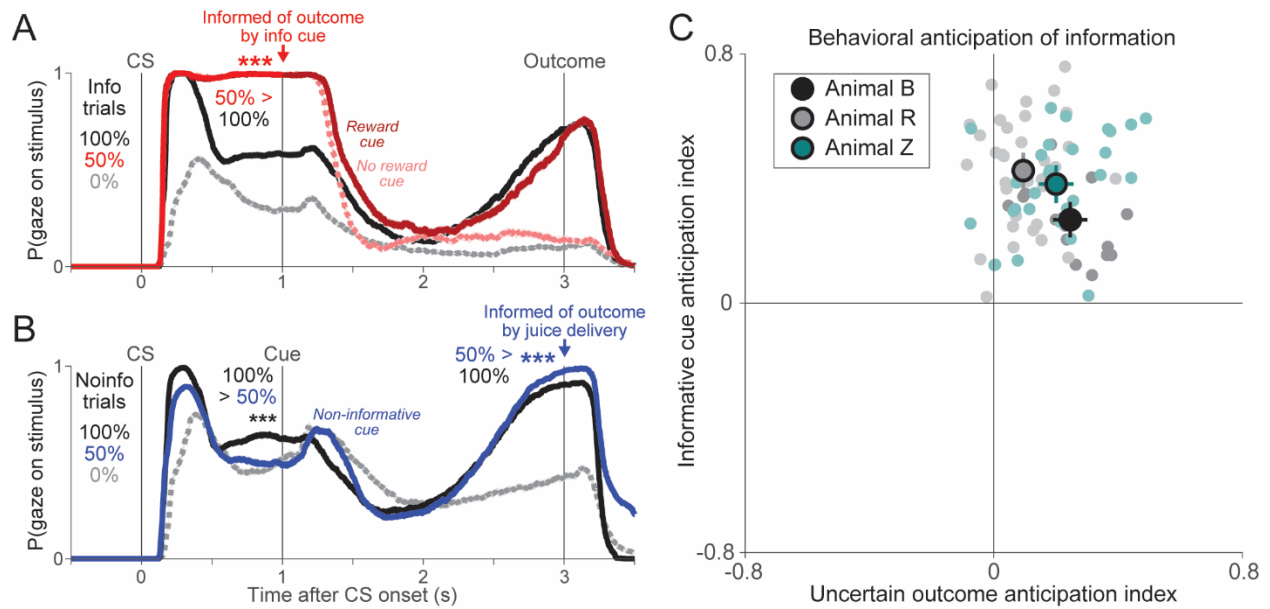 A
Informed of outcome
by info cue
CS
Outcome
P(gaze on stimulus)
1
0
Info
trials
100%
50%
0%
***
50% >
100%
Reward
cue
No reward
cue
0
1
2
3
B
Informed of outcome
by juice delivery
CS
Cue
P(gaze on stimulus)
1
0
Noinfo
trials
100%
50%
0%
100%
> 50%
***
Non-informative
cue
50% >
100%
***
0
1
2
3
Time after CS onset (s)
C
Behavioral anticipation of information
0.8
0
-0.8
Animal B
Animal R
Animal Z
Informative cue anticipation index
-0.8
0
0.8
Uncertain outcome anticipation index